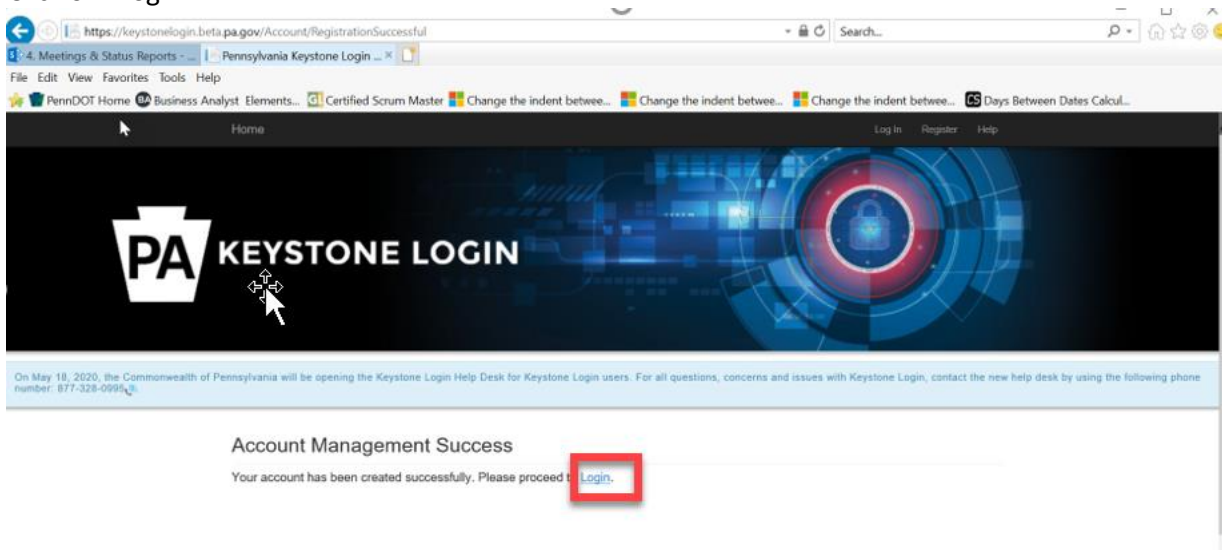 https://keystonelogin.beta.pa.gov/Account/RegistrationSuccessful
Search...
4. Meetings & Status Reports - ...
Pennsylvania Keystone Login ...
File Edit View Favorites Tools Help
PennDOT Home BA Business Analyst Elements... Certified Scrum Master Change the indent betwee... Change the indent betwee... Change the indent betwee... CS Days Between Dates Calcul...
Home Log In Register Help
PA KEYSTONE LOGIN
On May 18, 2020, the Commonwealth of Pennsylvania will be opening the Keystone Login Help Desk for Keystone Login users. For all questions, concerns and issues with Keystone Login, contact the new help desk by using the following phone
number: 877-328-0995
Account Management Success
Your account has been created successfully. Please proceed t Login.